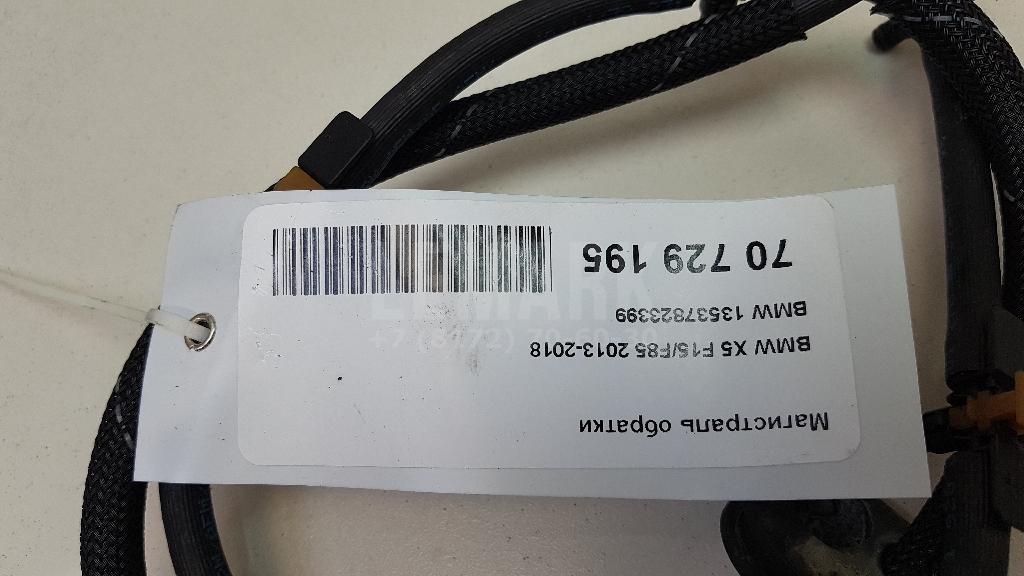 Магистраль обратки
BMW X5 F15/F85 2013-2018
BMW 13537823399
70 729 195